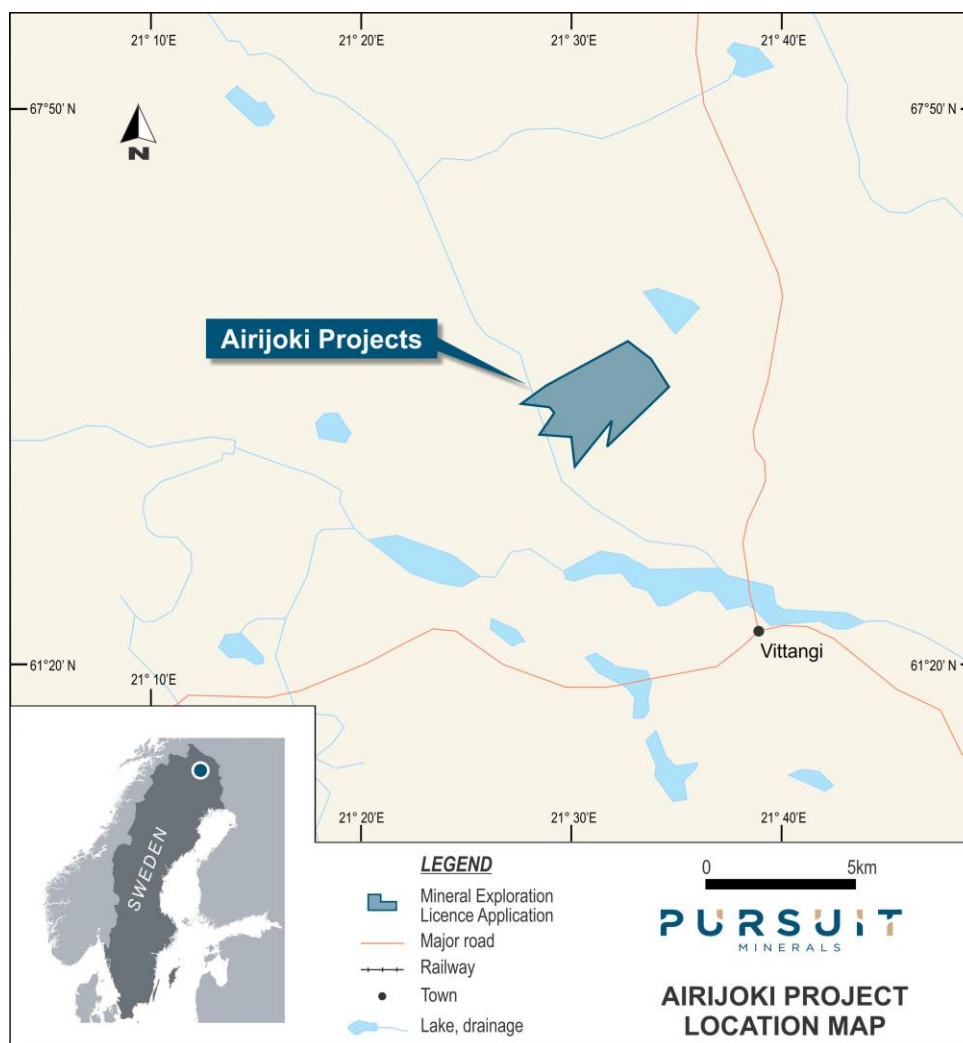 21° 10'E
21° 20'E
21° 30'E
21° 40'E
67°50' N
67°50' N
N
Airijoki Projects
Vittangi
61°20' N
61°20' N
21° 10'E
21° 20'E
21° 30'E
21° 40'E
SWEDEN
LEGEND
Mineral Exploration
Licence Application
Major road
Railway
Town
Lake, drainage
0 5km
PURSUIT
MINERALS
AIRIJOKI PROJECT
LOCATION MAP